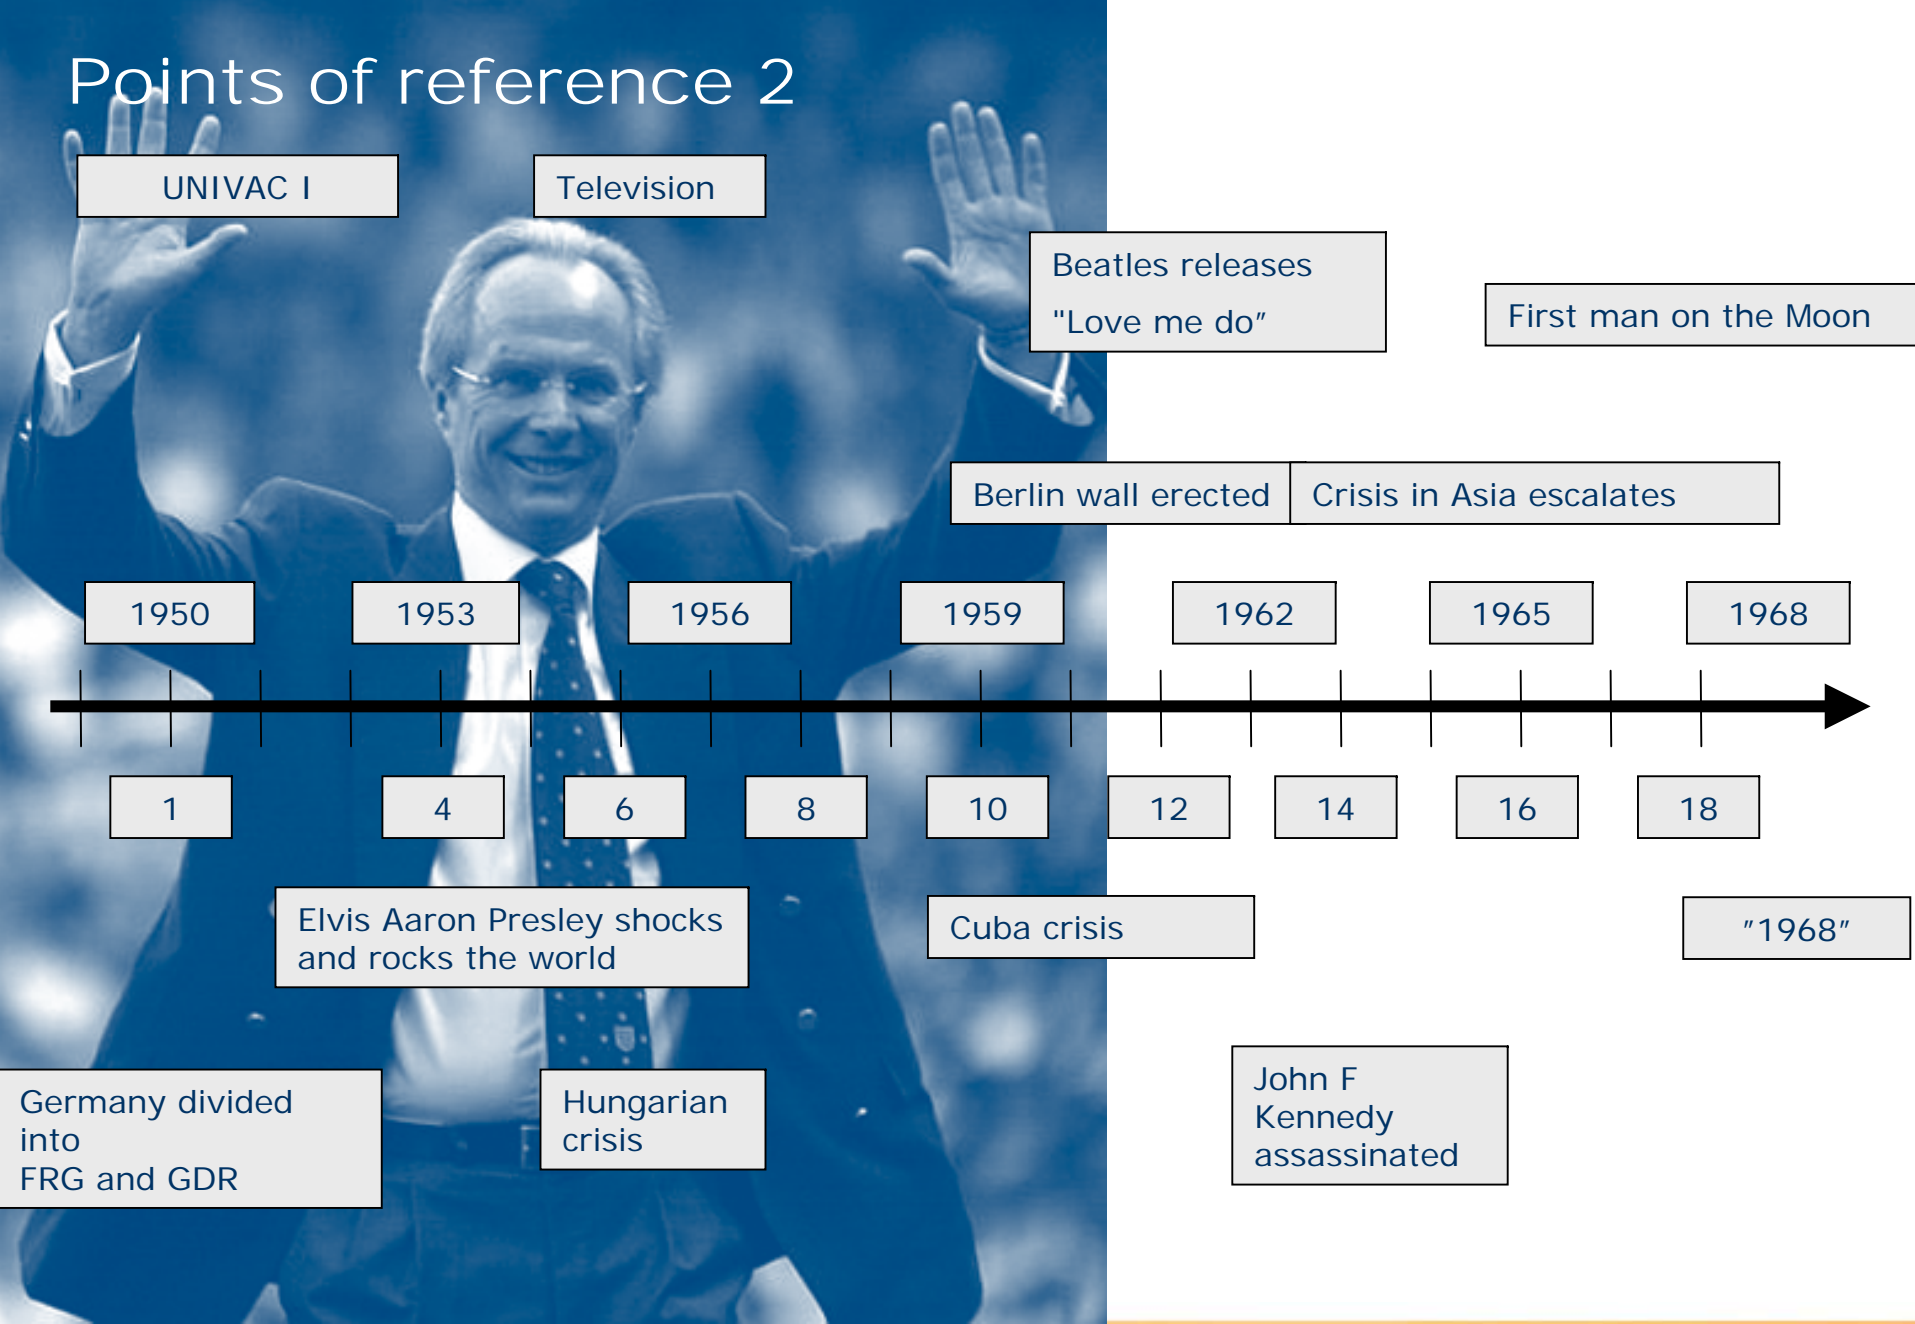 Points of reference 2
UNIVAC I
Television
Beatles releases
"Love me do”
First man on the Moon
Berlin wall erected
Crisis in Asia escalates
1950
1953
1956
1959
1962
1965
1968
1
4
6
8
10
12
14
16
18
Elvis Aaron Presley shocks
and rocks the world
Cuba crisis
”1968”
Germany divided
into
FRG and GDR
Hungarian
crisis
John F
Kennedy
assassinated